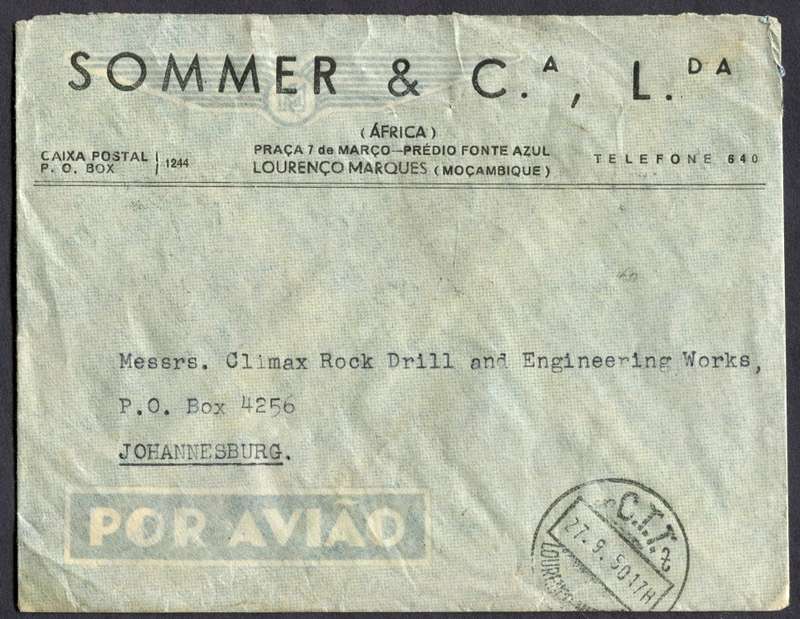 SOMMER & C.A, L.DA
(ÁFRICA)
CAIXA POSTAL
P. O. BOX
1244
PRAÇA 7 de MARÇO—PRÉDIO FONTE AZUL
LOURENÇO MARQUES (MOÇAMBIQUE)
TELEFONE 640
Messrs. Climax Rock Drill and Engineering Works,
P.O. Box 4256
JOHANNESBURG.
POR AVIÃO
C.T.T.
27. 9. 50 17H